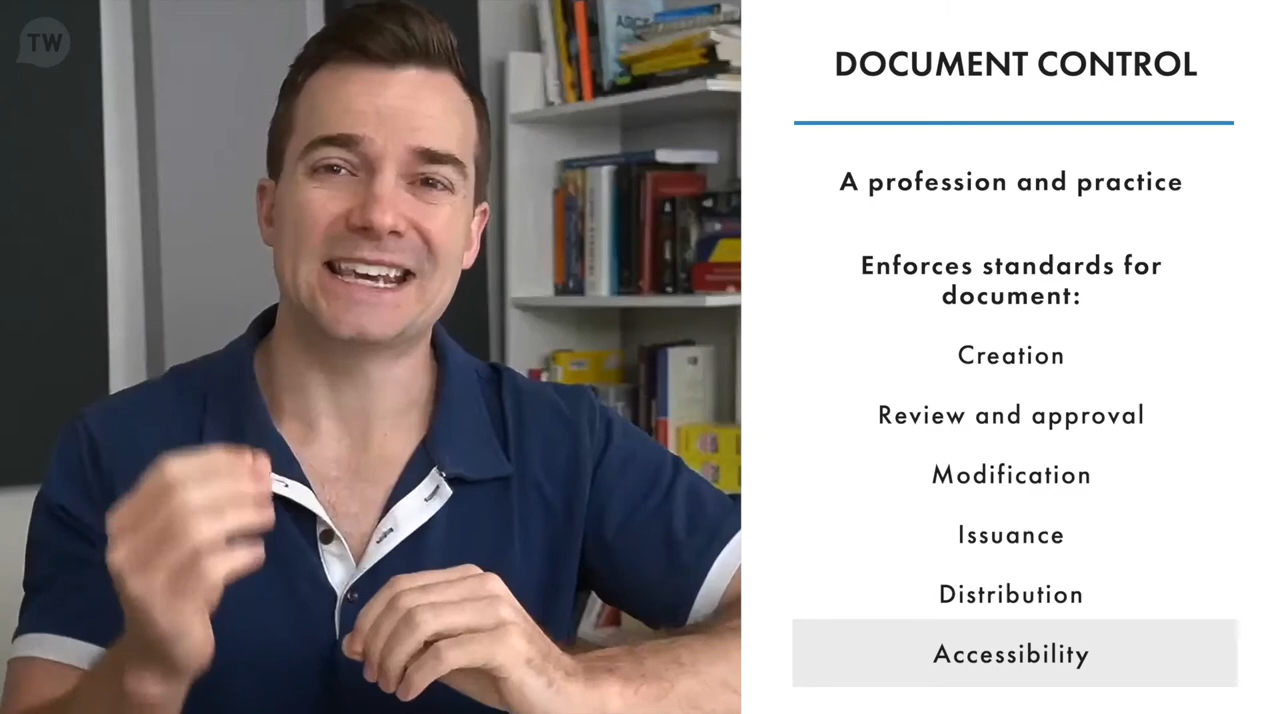 TW
DOCUMENT CONTROL
A profession and practice
Enforces standards for
document:
Creation
Review and approval
Modification
Issuance
Distribution
Accessibility